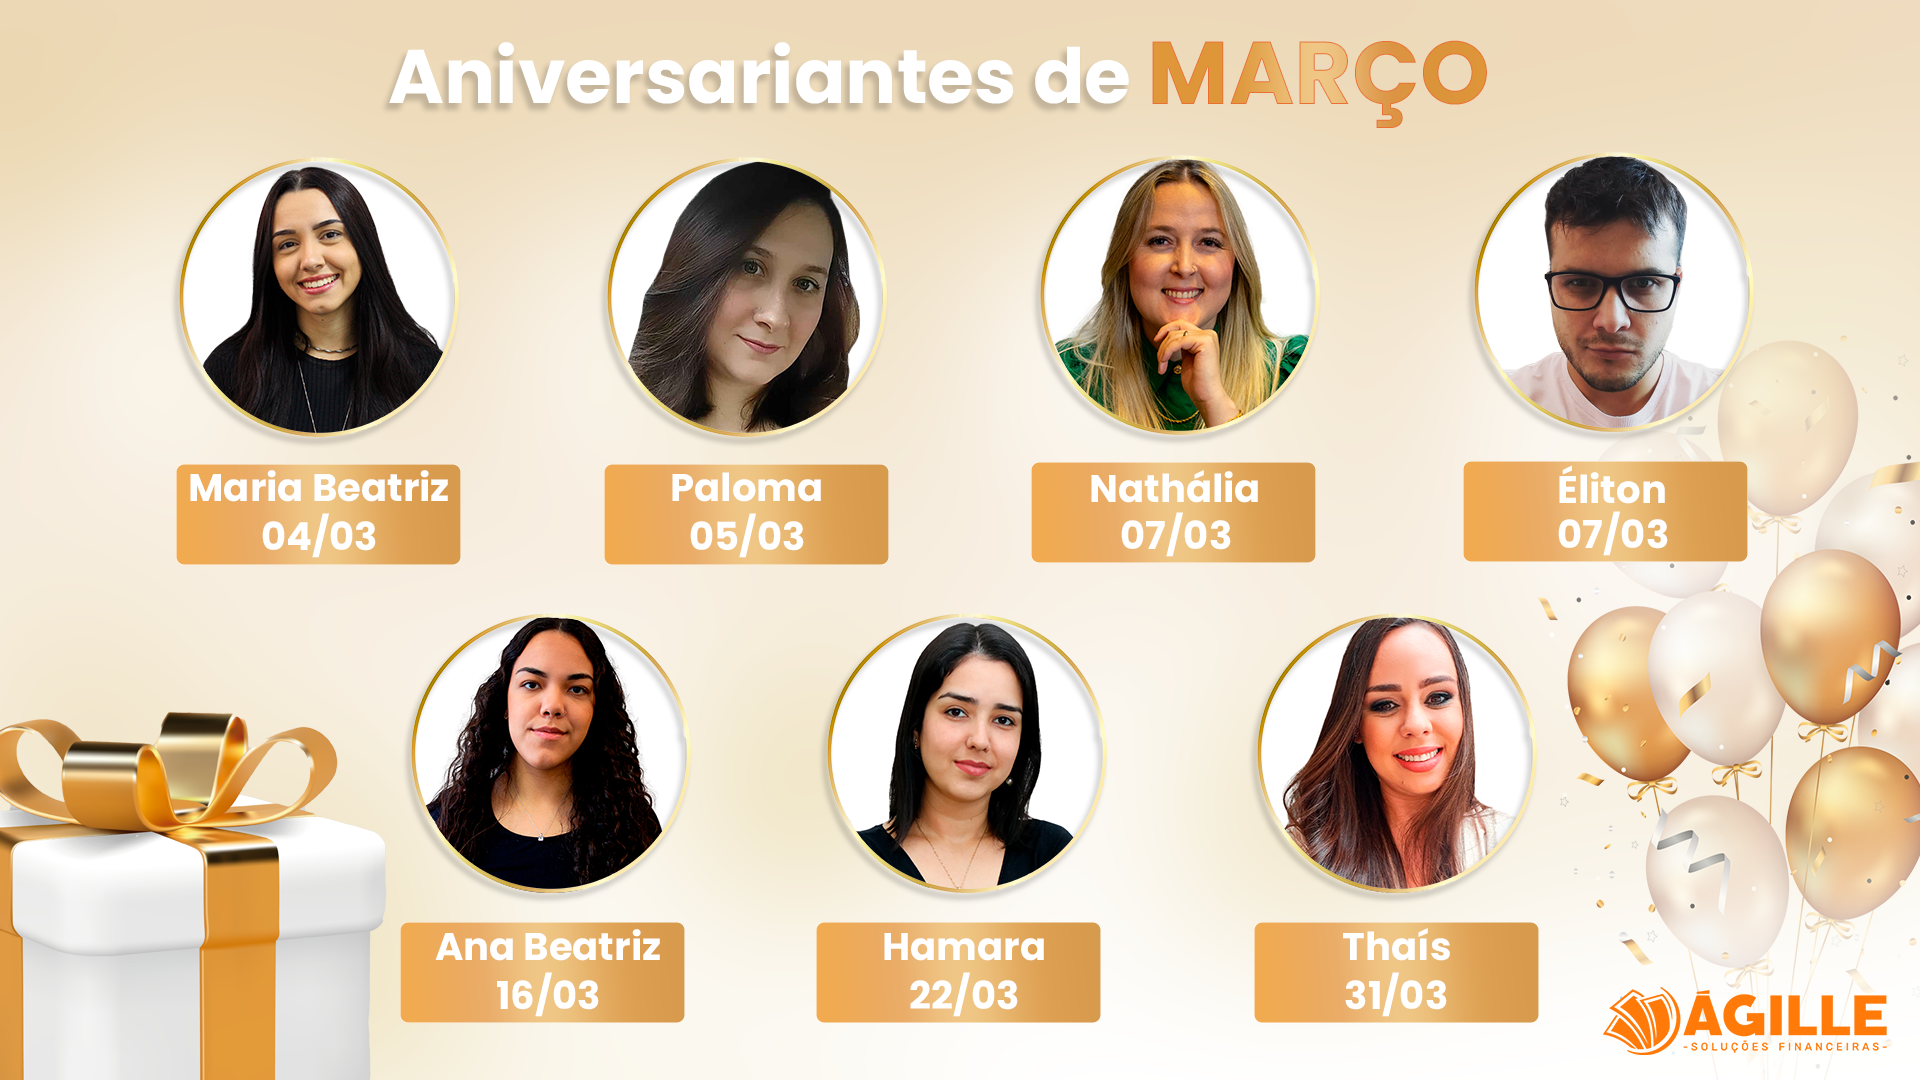 Aniversariantes de MARÇO
Maria Beatriz
04/03
Paloma
05/03
Nathália
07/03
Éliton
07/03
Ana Beatriz
16/03
Hamara
22/03
Thaís
31/03
ÁGILLE
-SOLUÇÕES FINANCEIRAS-